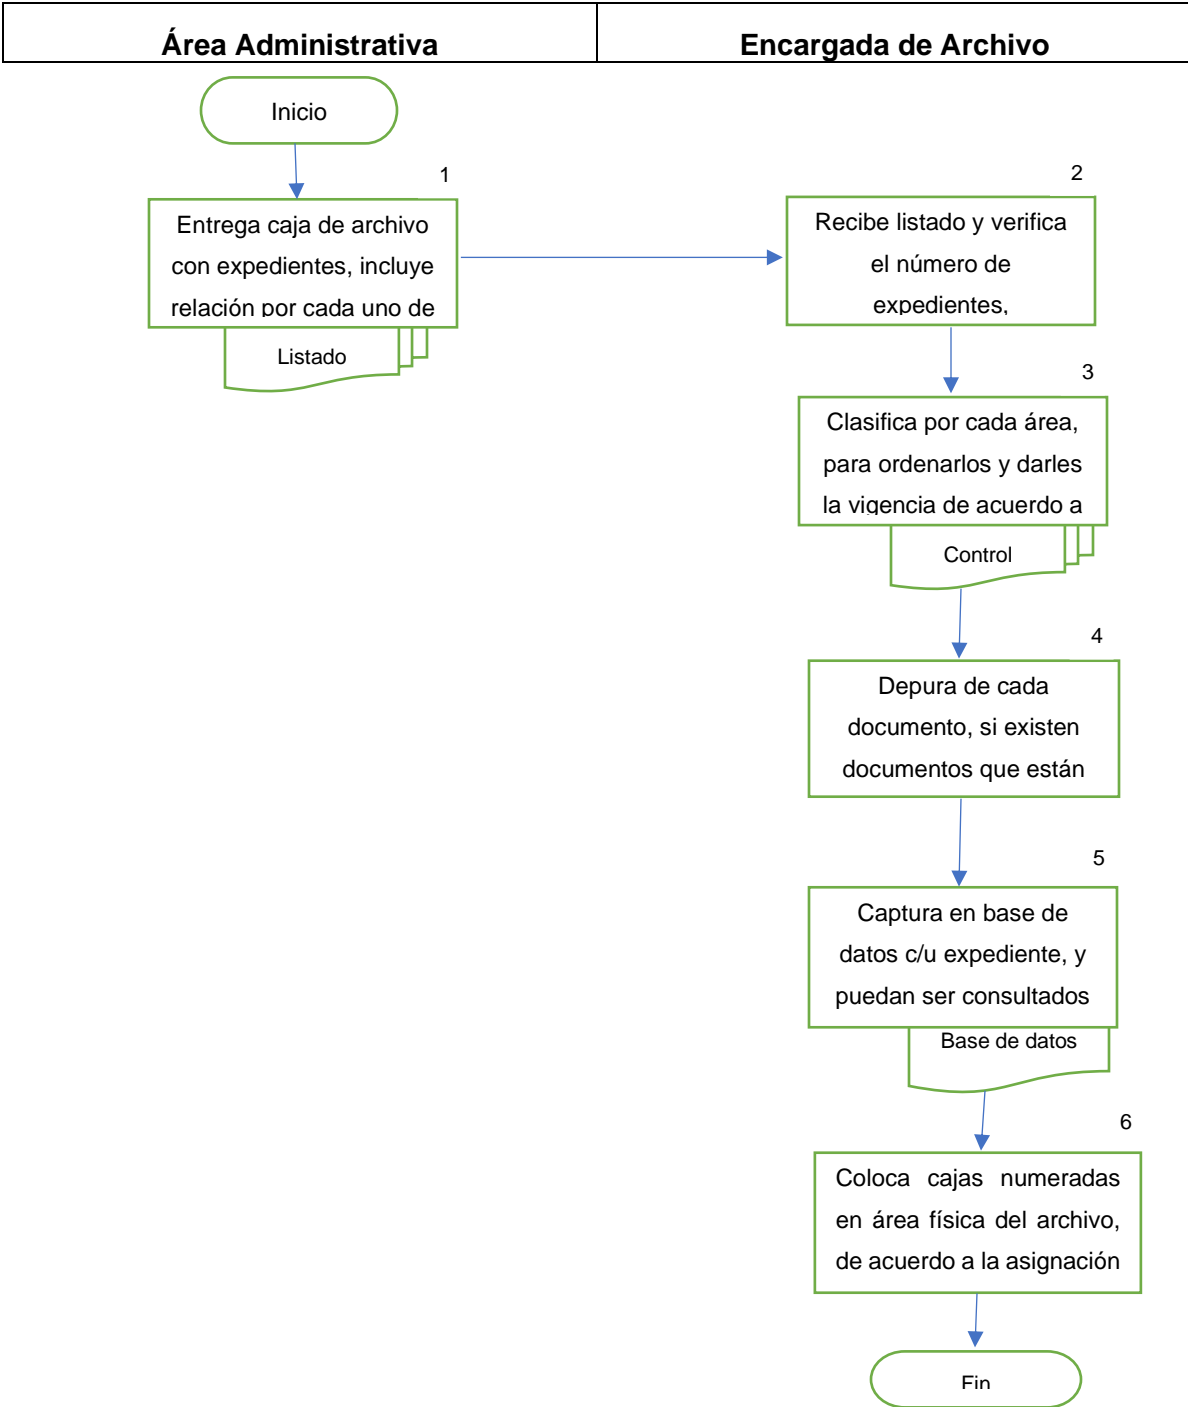 Área Administrativa
Encargada de Archivo
Inicio
1
Entrega caja de archivo
con expedientes, incluye
relación por cada uno de
Listado
2
Recibe listado y verifica
el número de
expedientes,
3
Clasifica por cada área,
para ordenarlos y darles
la vigencia de acuerdo a
Control
4
Depura de cada
documento, si existen
documentos que están
5
Captura en base de
datos c/u expediente, y
puedan ser consultados
Base de datos
6
Coloca cajas numeradas
en área física del archivo,
de acuerdo a la asignación
Fin